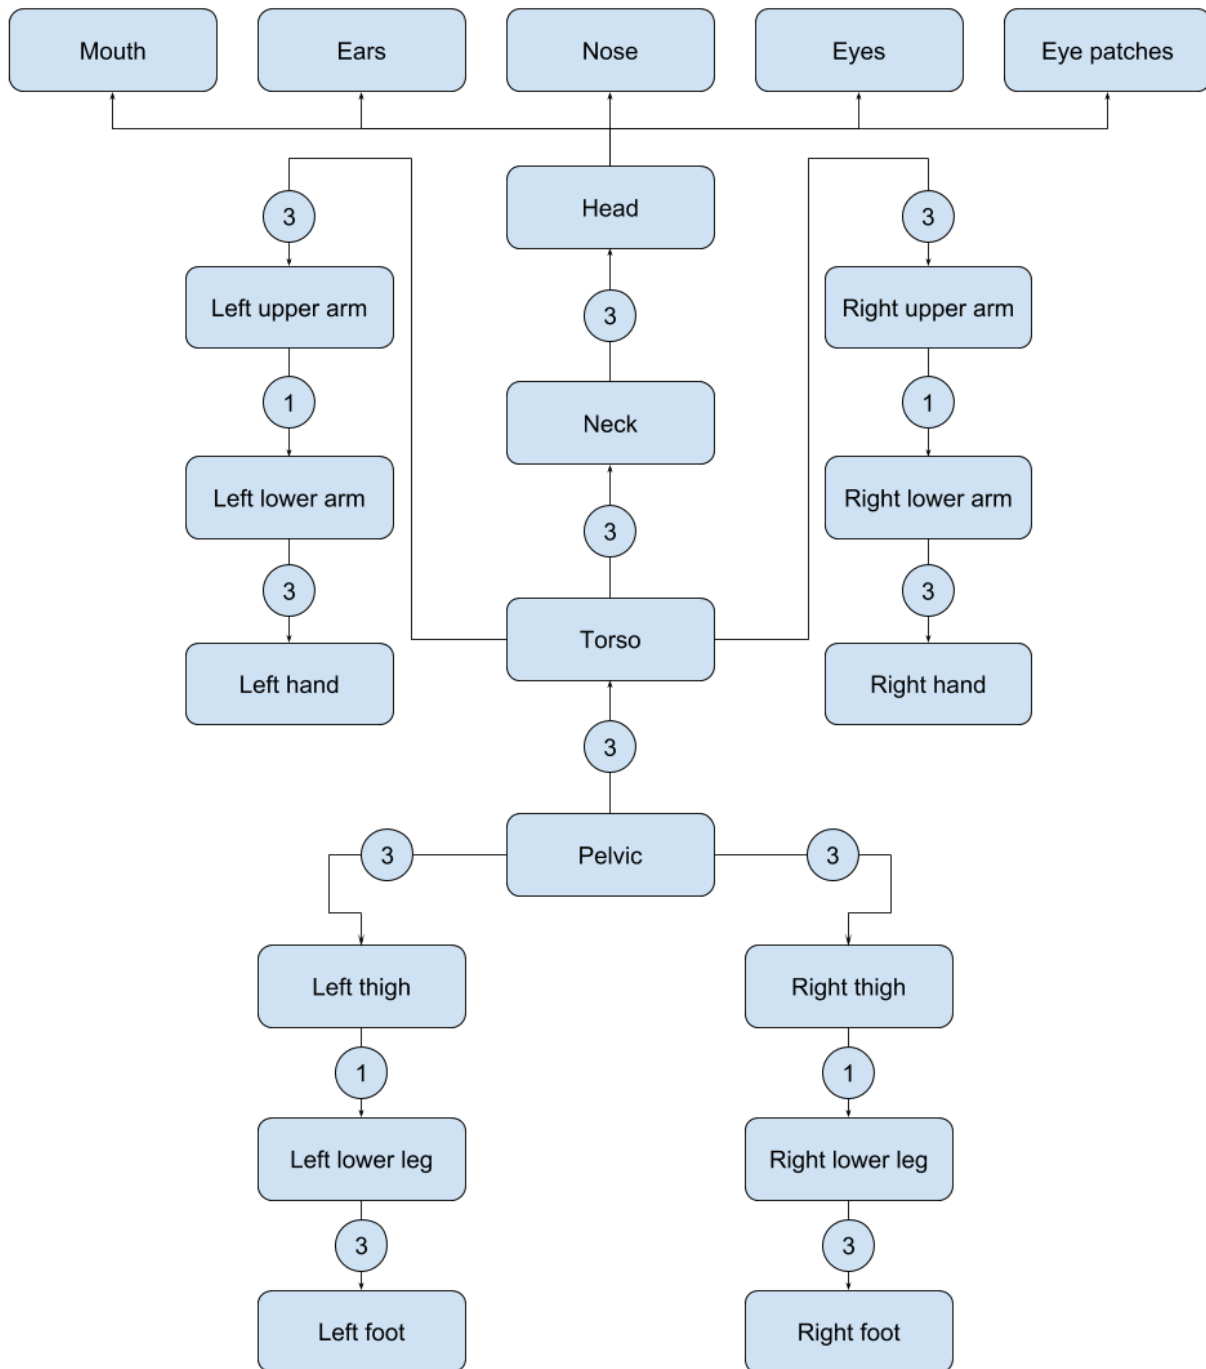 Mouth
Ears
Nose
Eyes
Eye patches
Head
3
3
Left upper arm
3
Right upper arm
1
Neck
1
Left lower arm
3
Right lower arm
3
3
Torso
Left hand
Right hand
3
3
Pelvic
3
Left thigh
Right thigh
1
1
Left lower leg
Right lower leg
3
3
Left foot
Right foot